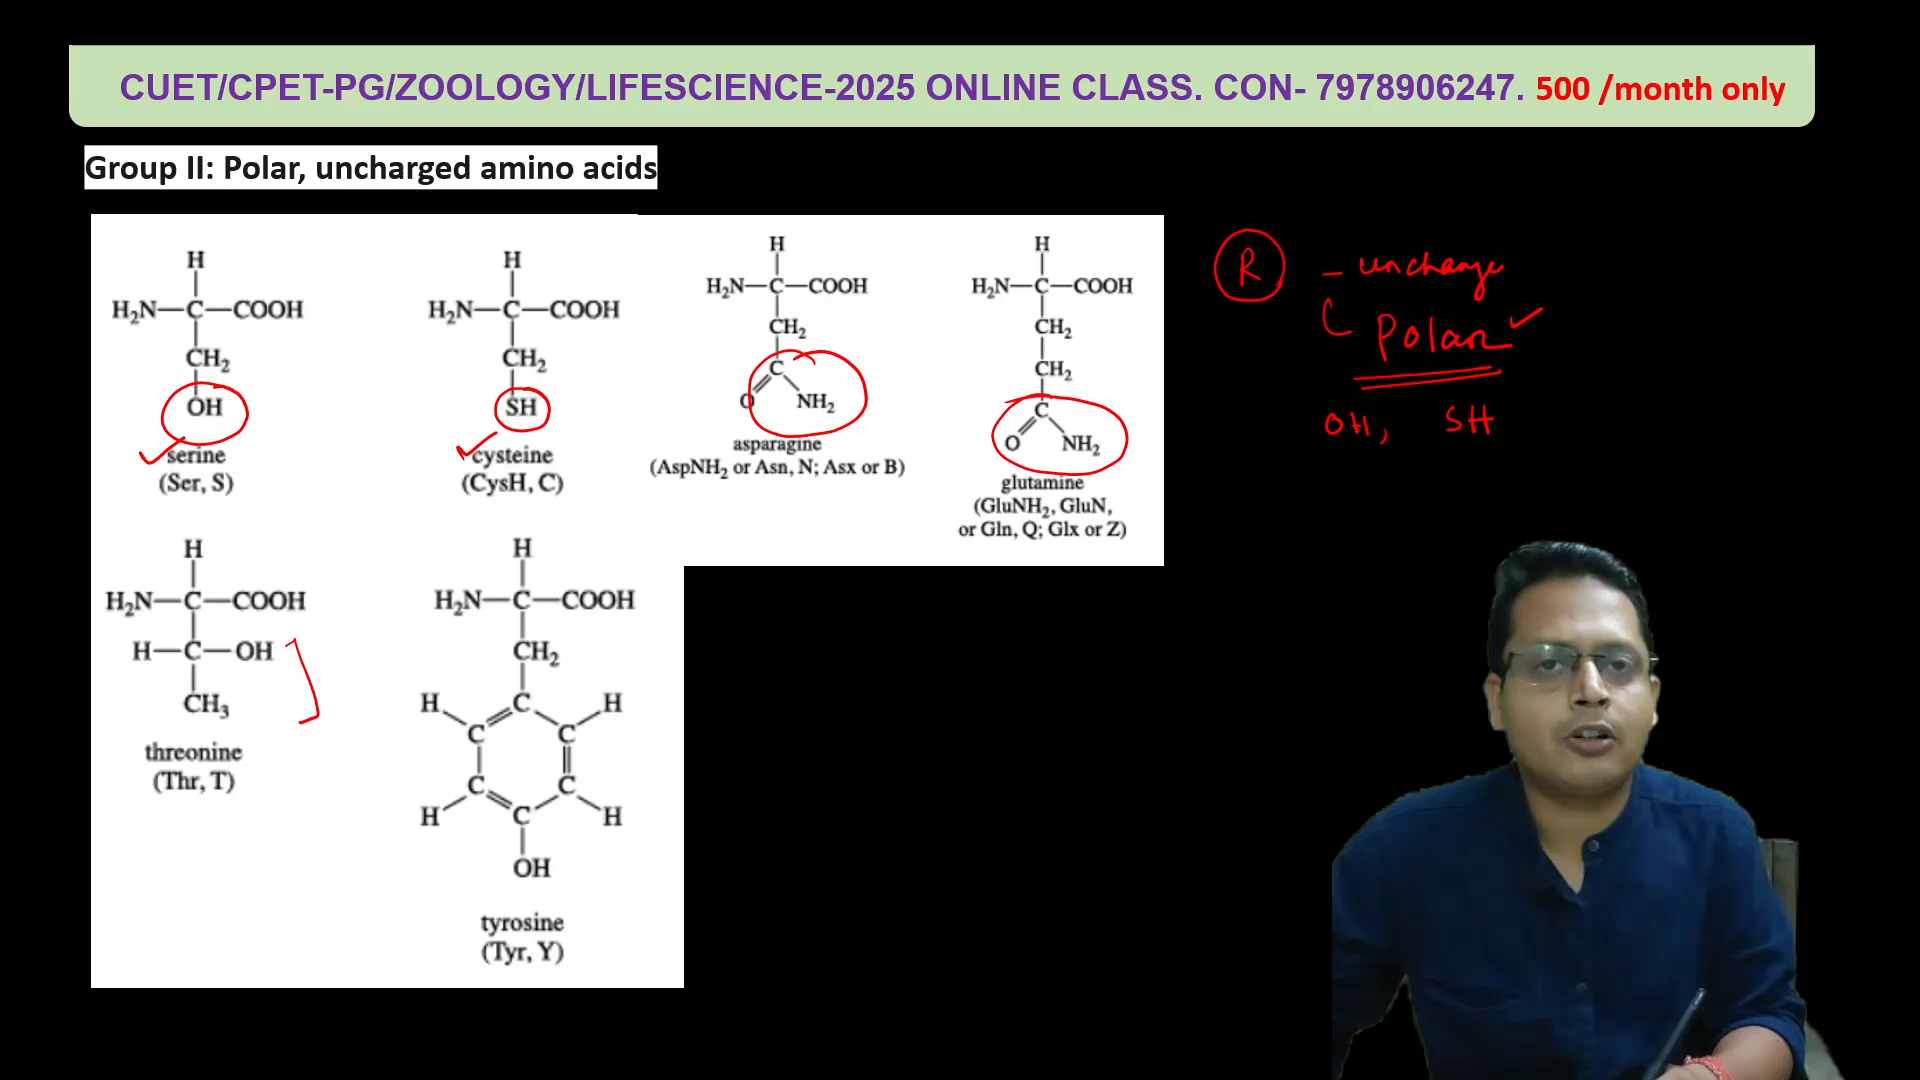 CUET/CPET-PG/ZOOLOGY/LIFESCIENCE-2025 ONLINE CLASS. CON- 7978906247. 500 /month only
Group II: Polar, uncharged amino acids
H
H₂N—C—COOH
CH₂
OH
serine
(Ser, S)
H
H₂N—C—COOH
CH₂
SH
cysteine
(CysH, C)
H
H₂N—C—COOH
CH₂
C
O NH₂
asparagine
(AspNH₂ or Asn, N; Asx or B)
H
H₂N—C—COOH
CH₂
CH₂
C
O NH₂
glutamine
(GluNH₂, GluN,
or Gln, Q; Glx or Z)
H
H₂N—C—COOH
H—C—OH
CH₃
threonine
(Thr, T)
H
H₂N—C—COOH
CH₂
H C H
C C
C C
H C H
OH
tyrosine
(Tyr, Y)
R – uncharge
Polar
OH, SH